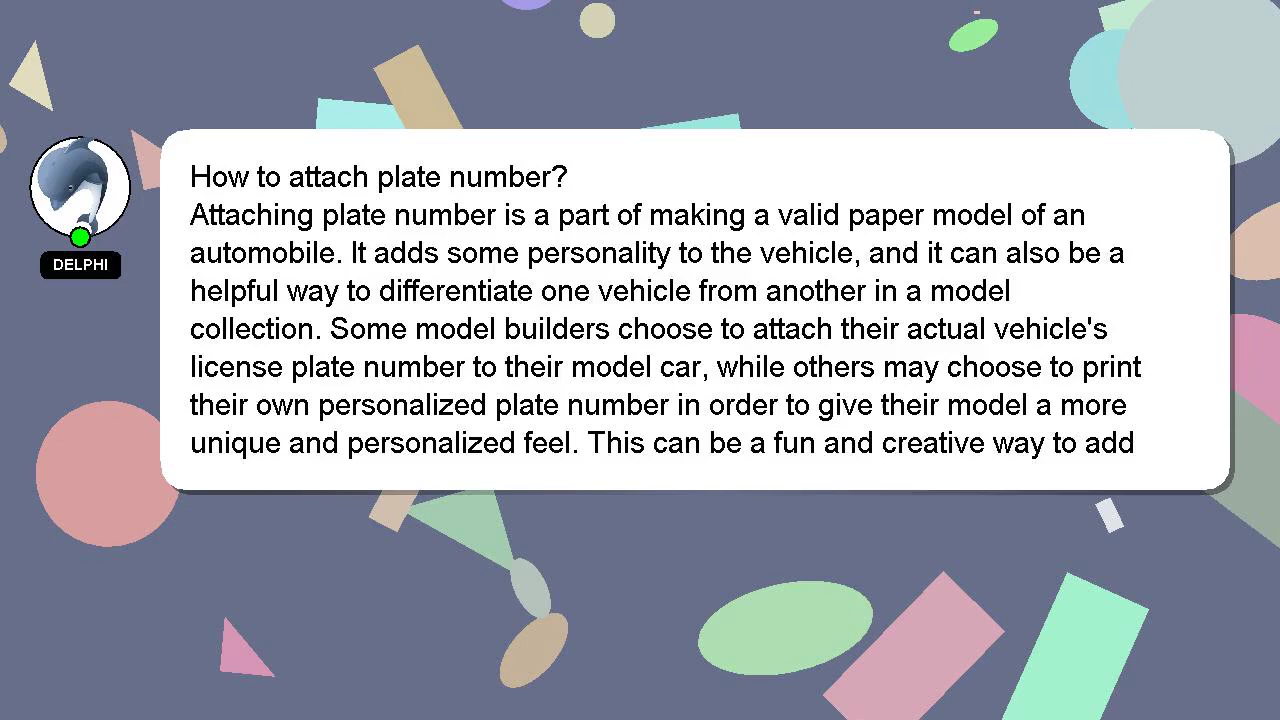 How to attach plate number?
Attaching plate number is a part of making a valid paper model of an
automobile. It adds some personality to the vehicle, and it can also be a
helpful way to differentiate one vehicle from another in a model
collection. Some model builders choose to attach their actual vehicle's
license plate number to their model car, while others may choose to print
their own personalized plate number in order to give their model a more
unique and personalized feel. This can be a fun and creative way to add
DELPHI